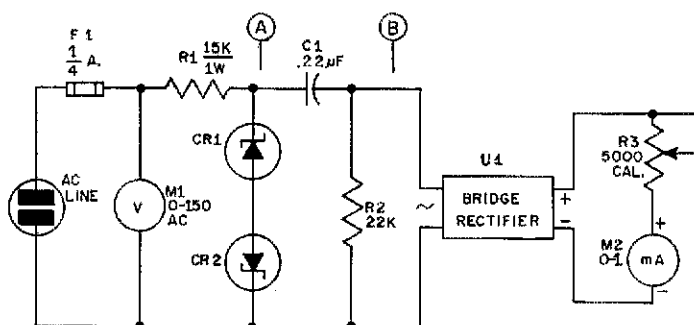 F1
1/4 A.
R1 15K/1W
A
C1
.22µF
B
CR1
AC
LINE
V
M1
0-150
AC
CR2
R2
22K
~
U1
BRIDGE
RECTIFIER
+
−
R3
5000
CAL.
+
M2
0-1
mA
−